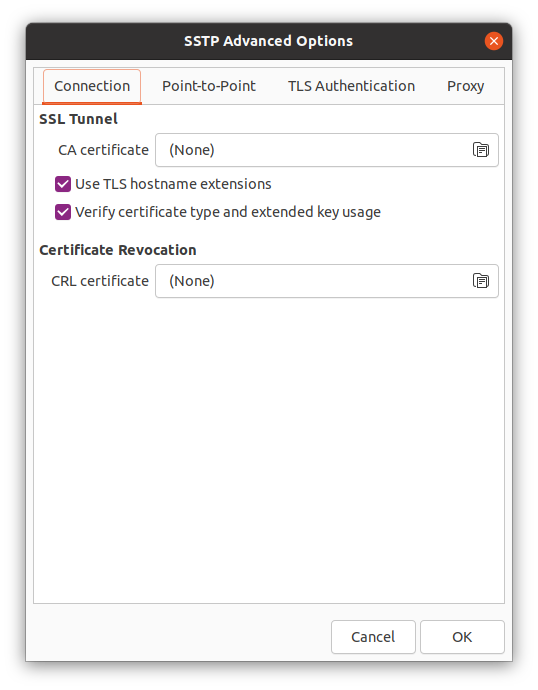 SSTP Advanced Options
Connection Point-to-Point TLS Authentication Proxy
SSL Tunnel
CA certificate (None)
Use TLS hostname extensions
Verify certificate type and extended key usage
Certificate Revocation
CRL certificate (None)
Cancel OK